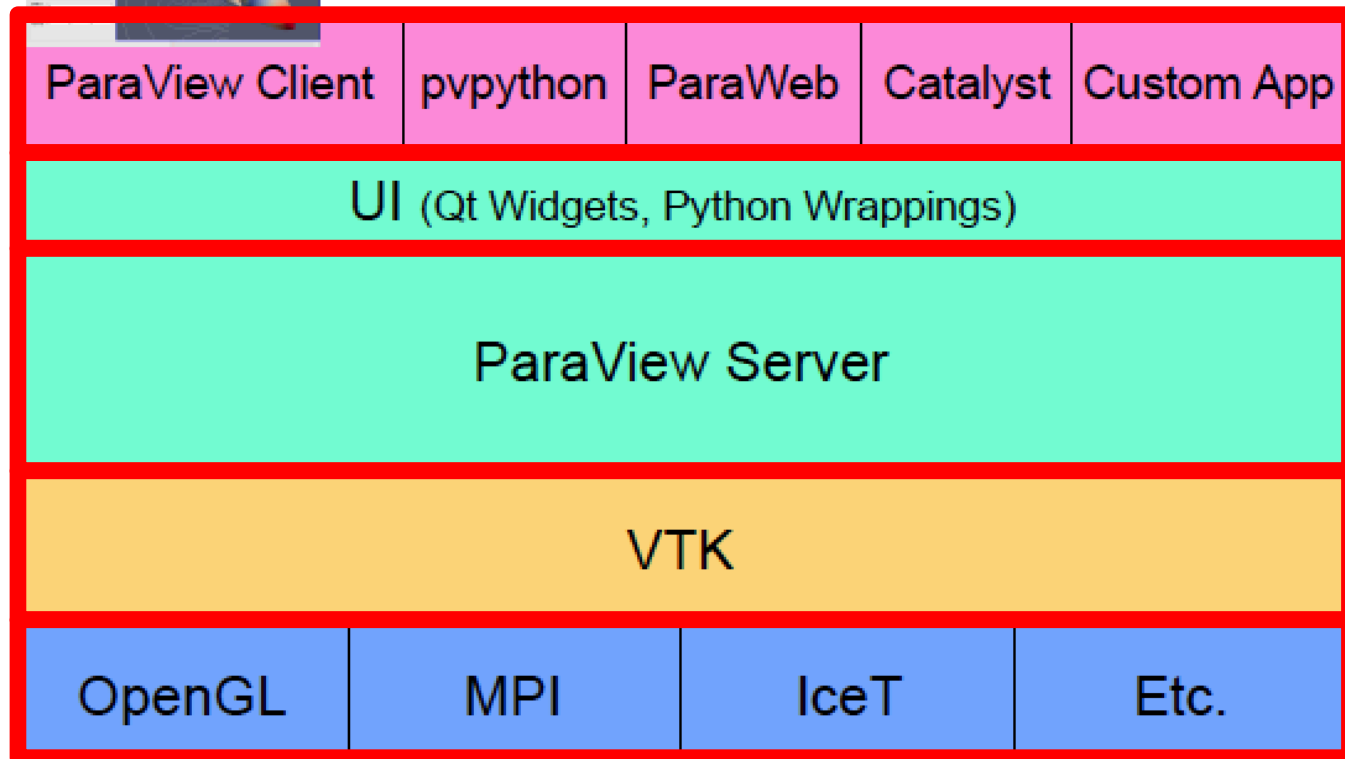 ParaView Client pvpython ParaWeb Catalyst Custom App
UI (Qt Widgets, Python Wrappings)
ParaView Server
VTK
OpenGL MPI IceT Etc.